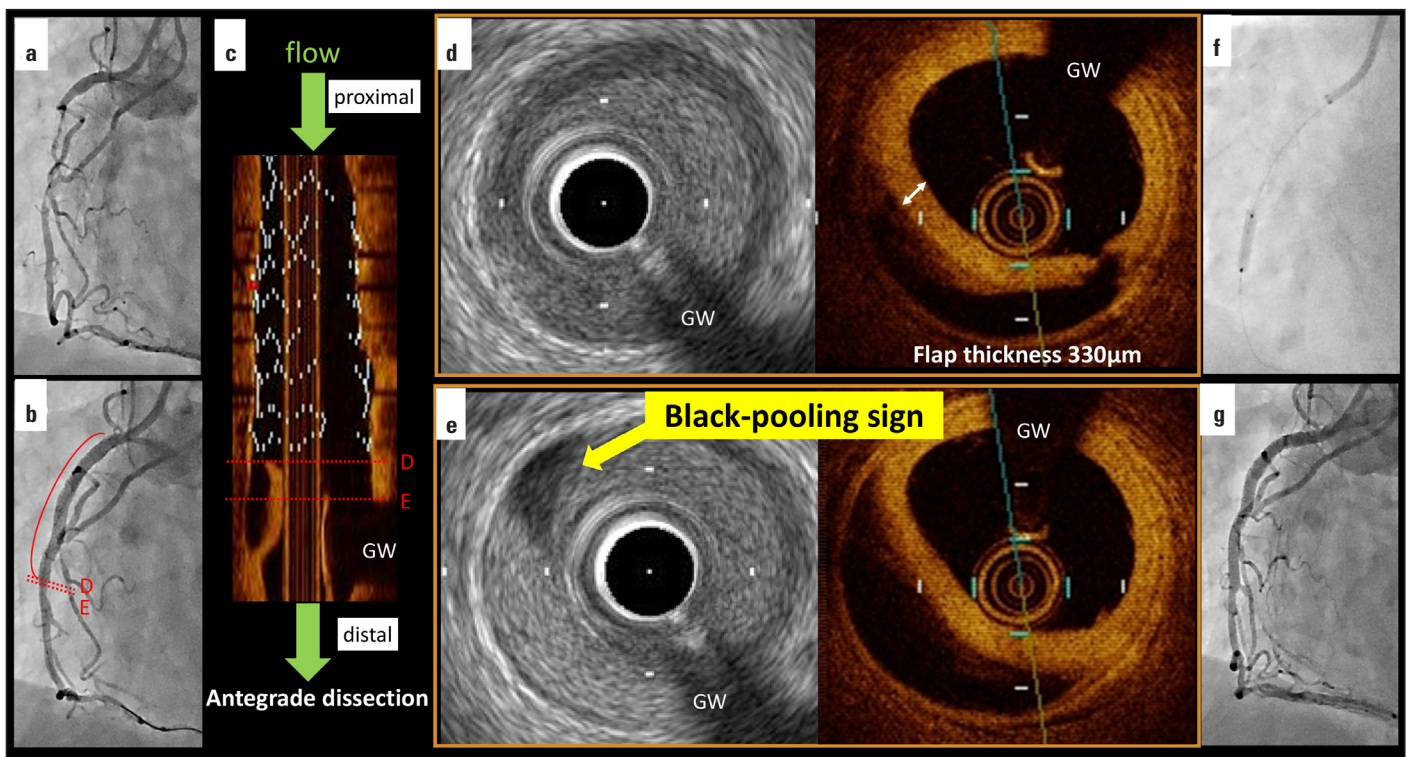 a
b
D
E
c
flow
proximal
D
E
GW
distal
Antegrade dissection
d
GW
GW
Flap thickness 330μm
e
Black-pooling sign
GW
GW
f
g